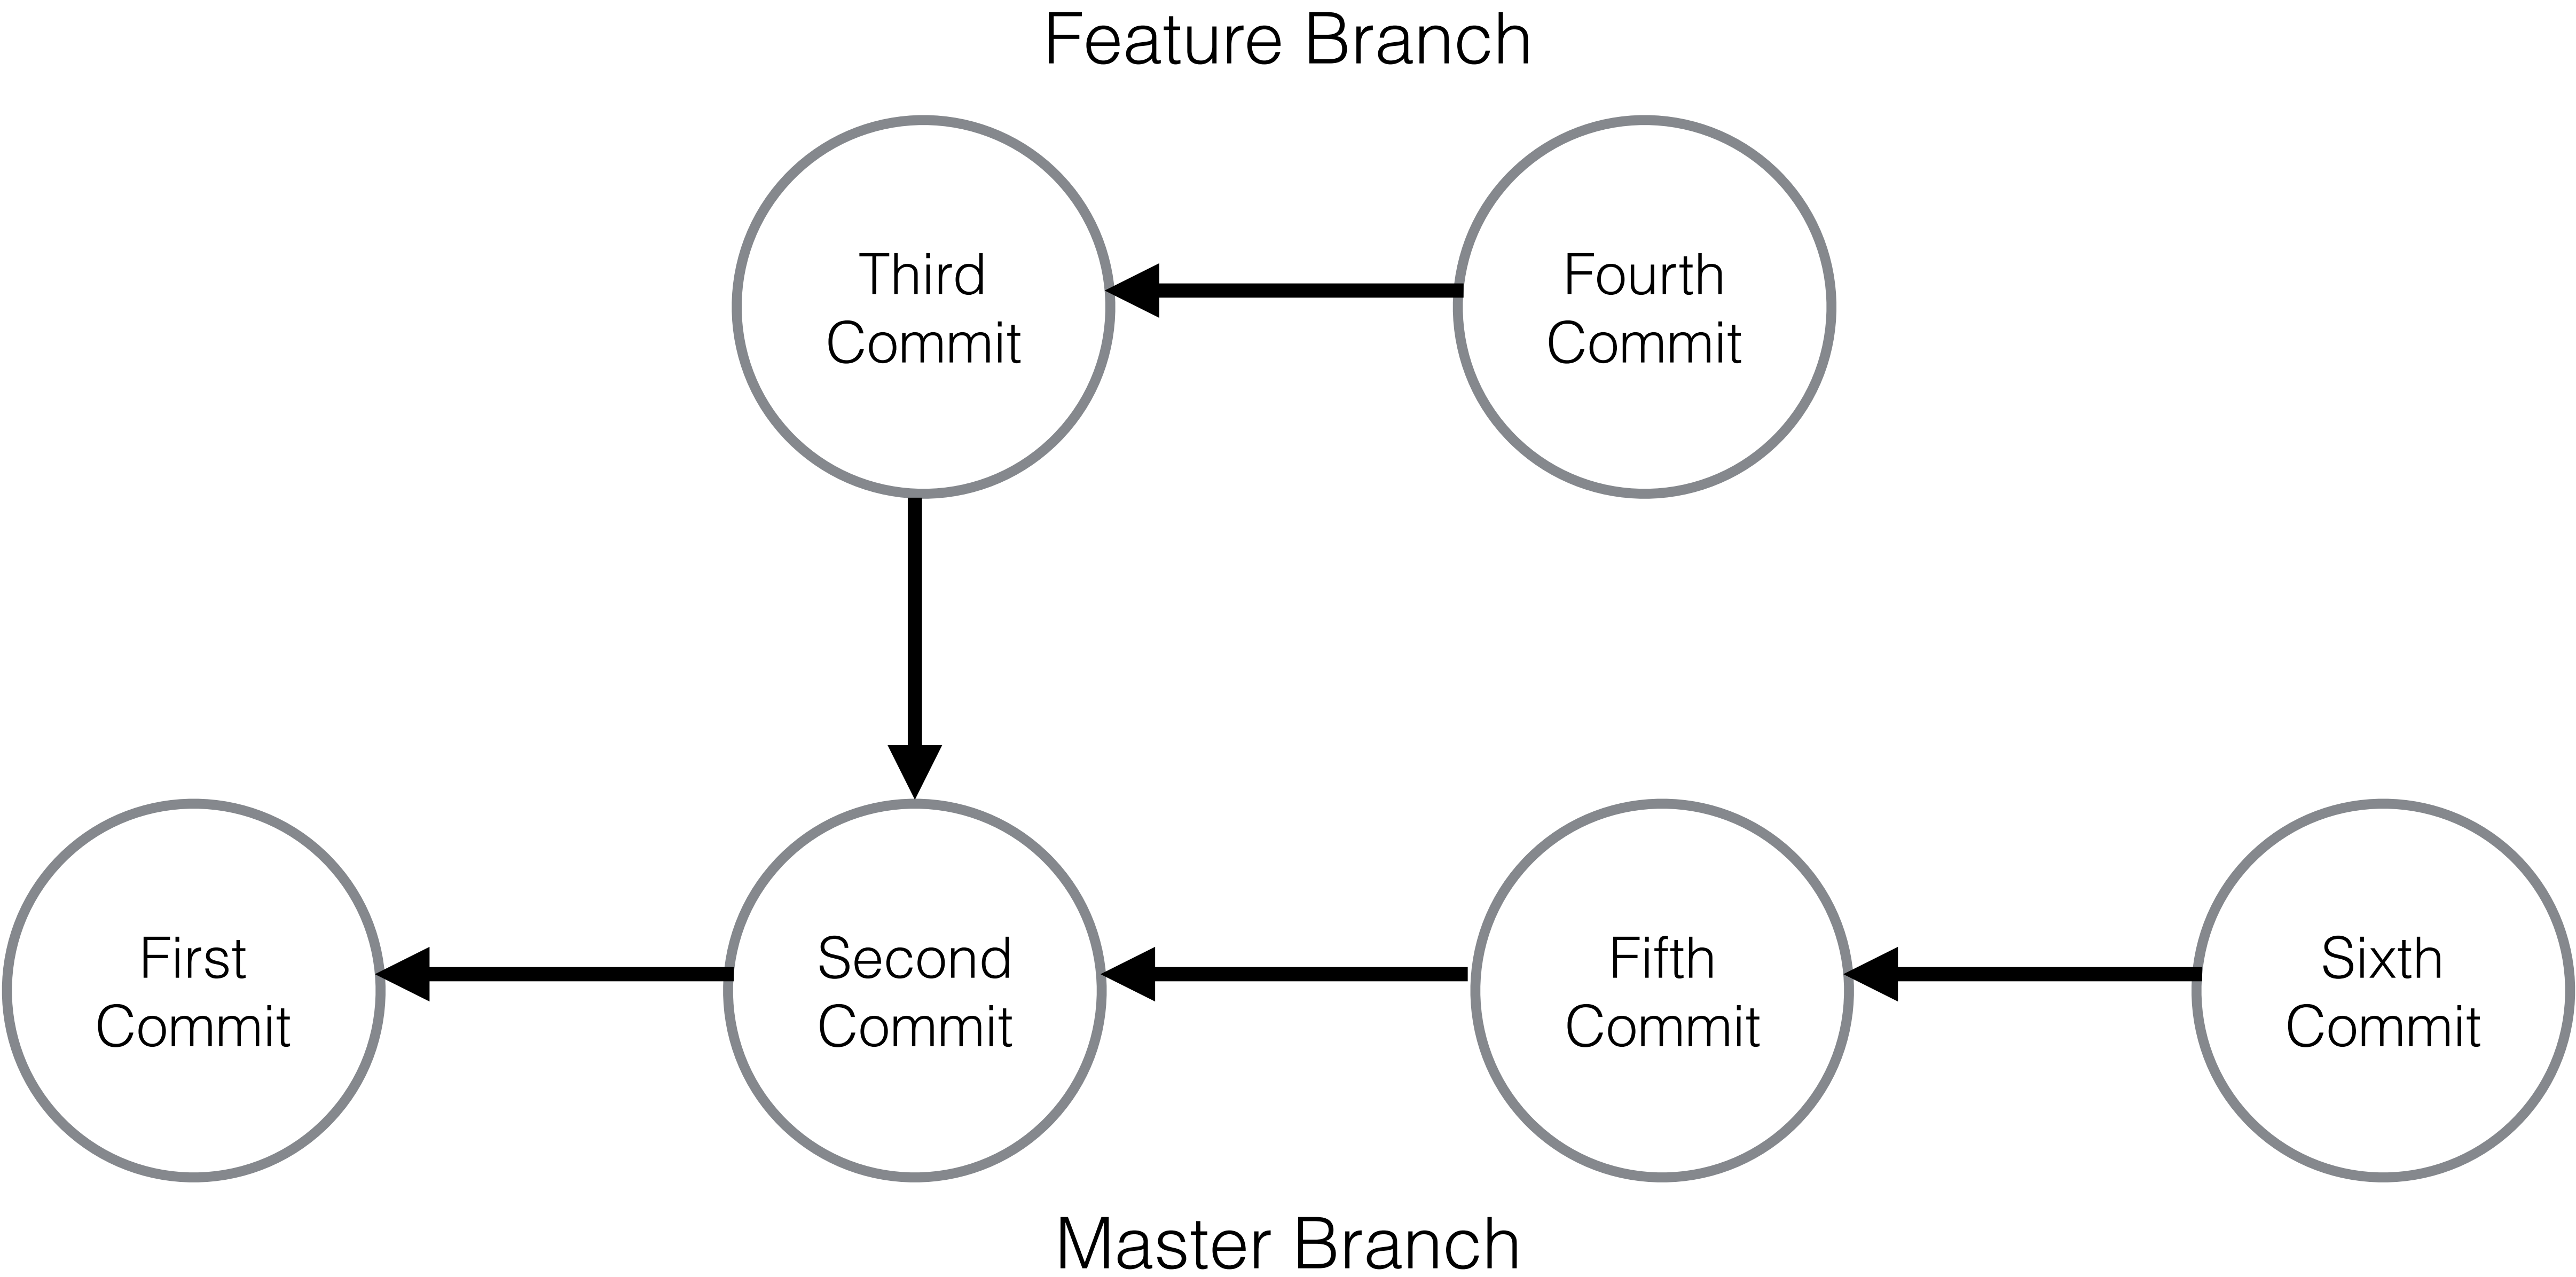 Feature Branch
Third
Commit
Fourth
Commit
First
Commit
Second
Commit
Fifth
Commit
Sixth
Commit
Master Branch